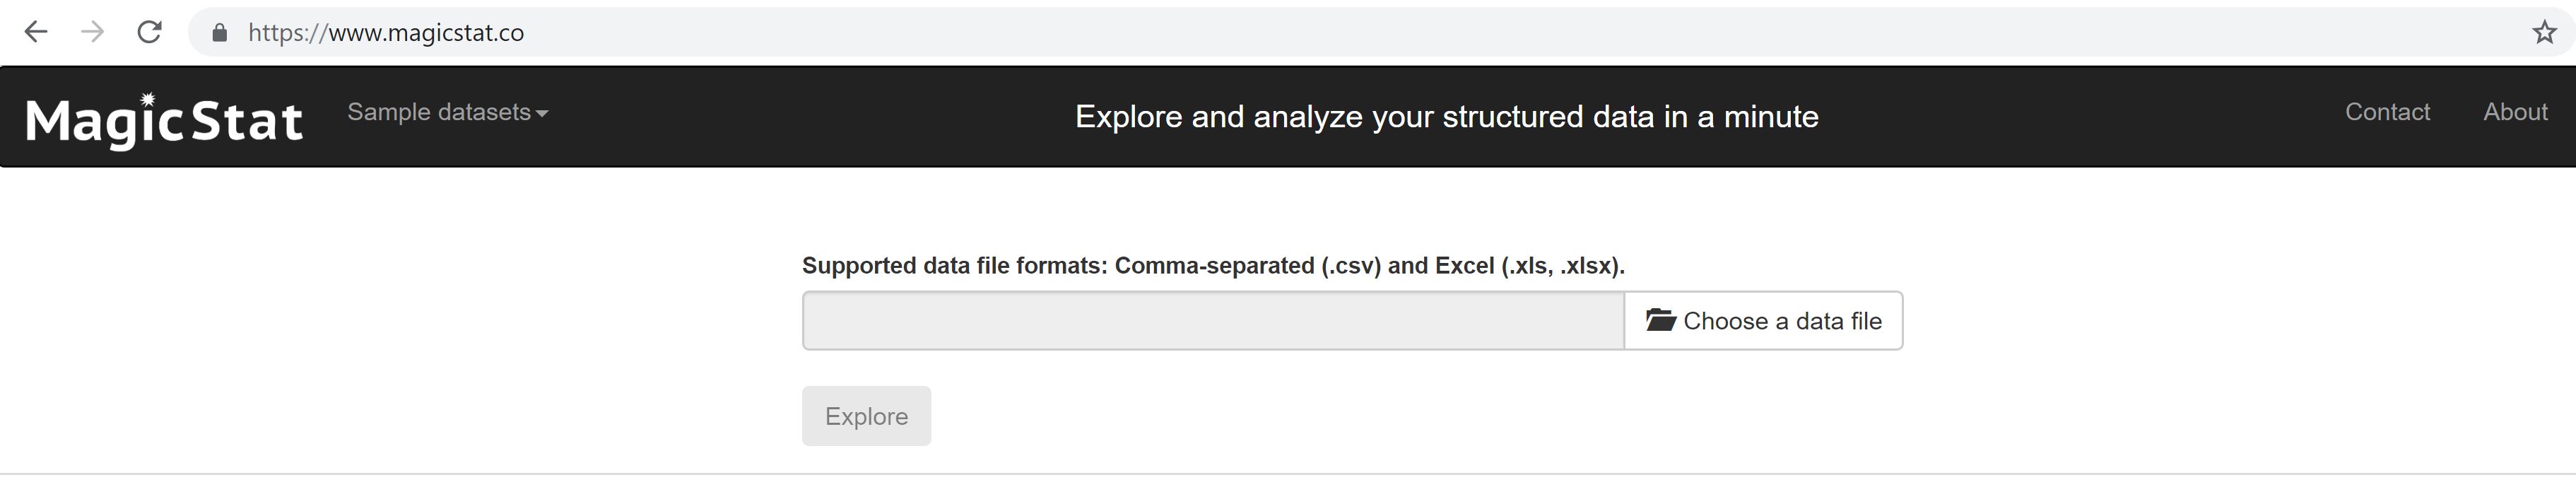 https://www.magicstat.co
MagicStat Sample datasets Explore and analyze your structured data in a minute Contact About
Supported data file formats: Comma-separated (.csv) and Excel (.xls, .xlsx).
Choose a data file
Explore